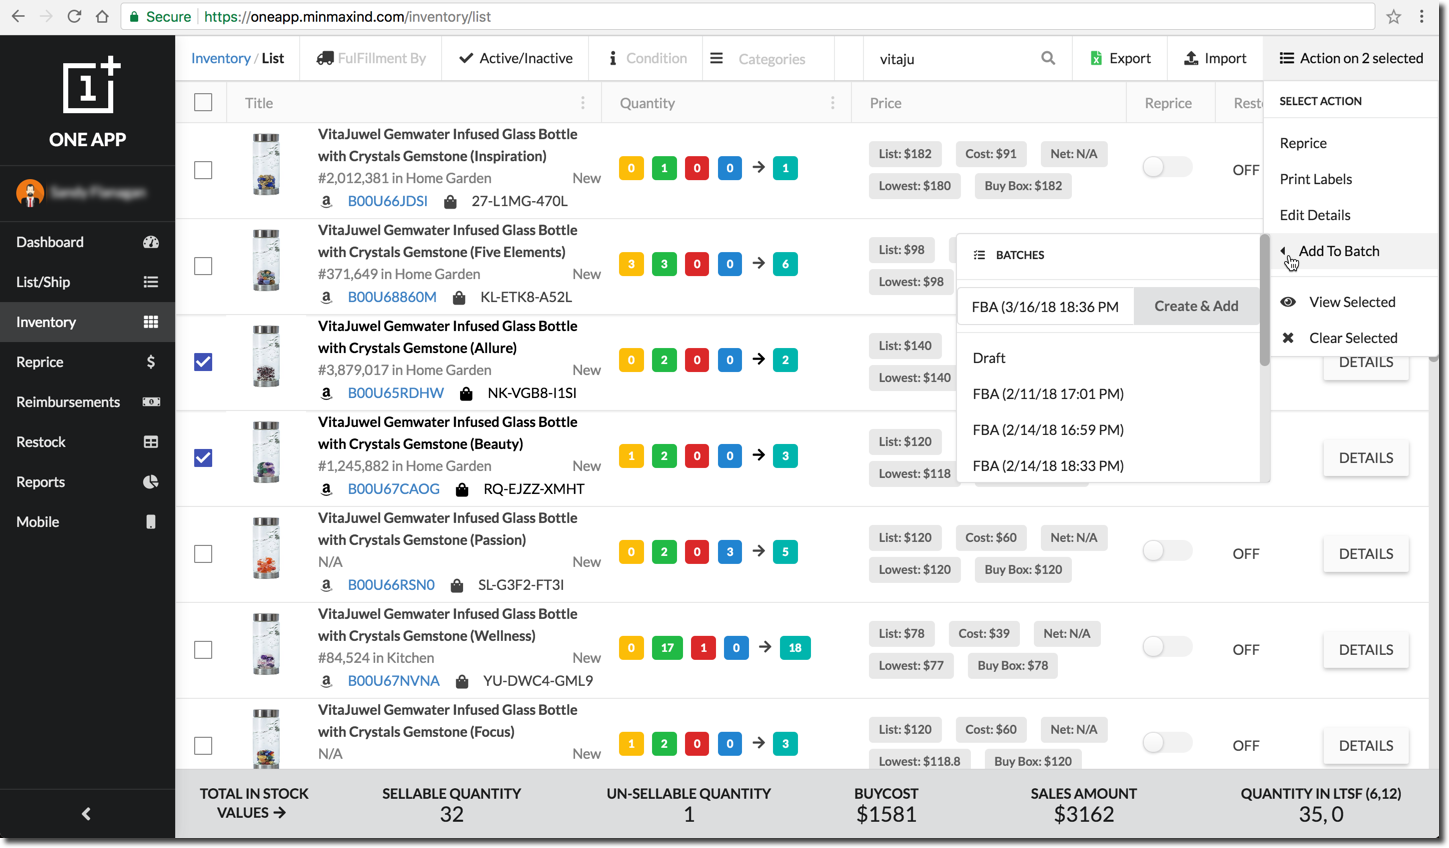 Secure https://oneapp.minmaxind.com/inventory/list
1
ONE APP
Dashboard
List/Ship
Inventory
Reprice
$
Reimbursements
Restock
Reports
Mobile
Inventory / List
FulFillment By
Active/Inactive
Condition
Categories
vitaju
Export
Import
Action on 2 selected
Title
Quantity
Price
Reprice
VitaJuwel Gemwater Infused Glass Bottle
with Crystals Gemstone (Inspiration)
#2,012,381 in Home Garden New
B00U66JDSI 27-L1MG-470L
0 1 0 0 1
List: $182 Cost: $91 Net: N/A
Lowest: $180 Buy Box: $182
OFF
VitaJuwel Gemwater Infused Glass Bottle
with Crystals Gemstone (Five Elements)
#371,649 in Home Garden New
B00U68860M KL-ETK8-A52L
3 3 0 0 6
List: $98
Lowest: $98
VitaJuwel Gemwater Infused Glass Bottle
with Crystals Gemstone (Allure)
#3,879,017 in Home Garden New
B00U65RDHW NK-VGB8-I1SI
0 2 0 0 2
List: $140
Lowest: $140
DETAILS
VitaJuwel Gemwater Infused Glass Bottle
with Crystals Gemstone (Beauty)
#1,245,882 in Home Garden New
B00U67CAOG RQ-EJZZ-XMHT
1 2 0 0 3
List: $120
Lowest: $118
DETAILS
VitaJuwel Gemwater Infused Glass Bottle
with Crystals Gemstone (Passion)
N/A New
B00U66RSN0 SL-G3F2-FT3I
0 2 0 3 5
List: $120 Cost: $60 Net: N/A
Lowest: $120 Buy Box: $120
OFF
DETAILS
VitaJuwel Gemwater Infused Glass Bottle
with Crystals Gemstone (Wellness)
#84,524 in Kitchen New
B00U67NVNA YU-DWC4-GML9
0 17 1 0 18
List: $78 Cost: $39 Net: N/A
Lowest: $77 Buy Box: $78
OFF
DETAILS
VitaJuwel Gemwater Infused Glass Bottle
with Crystals Gemstone (Focus)
N/A New
1 2 0 0 3
List: $120 Cost: $60 Net: N/A
Lowest: $118.8 Buy Box: $120
OFF
DETAILS
SELECT ACTION
Reprice
Print Labels
Edit Details
Add To Batch
View Selected
Clear Selected
BATCHES
FBA (3/16/18 18:36 PM
Create & Add
Draft
FBA (2/11/18 17:01 PM)
FBA (2/14/18 16:59 PM)
FBA (2/14/18 18:33 PM)
TOTAL IN STOCK
VALUES
SELLABLE QUANTITY
32
UN-SELLABLE QUANTITY
1
BUYCOST
$1581
SALES AMOUNT
$3162
QUANTITY IN LTSF (6,12)
35, 0